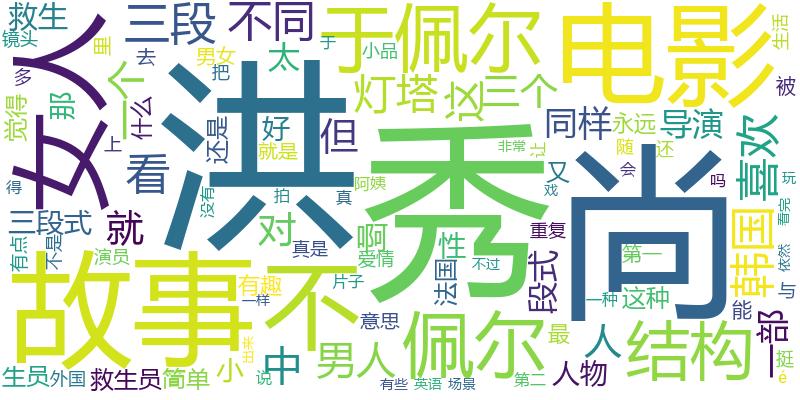 救生
镜头
三段
不同
于佩尔
电影
生活
男女
里
去
于
小品
太
把
女人
多
那
一个
什么
觉得
上
洪
灯塔
这
三个
被
还是
好
但
秀
同样
永远
导演
喜欢
看
就是
非常
让
随
还
得
没有
阿姨
拍
真
又
戏
尚
会
吗
玩
三段式
就
对
啊
性
重复
韩国
看完
有点
不是
演员
真是
爱情
法国
不过
段式
第一
依然
故事
不
有趣
片子
一种
这种
能
与
一样
意思
佩尔
最
人
结构
一部
挺
出来
中
男人
生员
外国
救生员
简单
小
说
有些
英语
场景
第二
人物
é